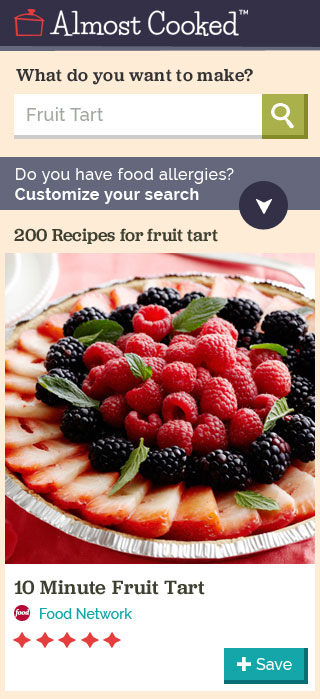 Almost Cooked™
What do you want to make?
Fruit Tart
Do you have food allergies?
Customize your search
200 Recipes for fruit tart
10 Minute Fruit Tart
food
Food Network
Save